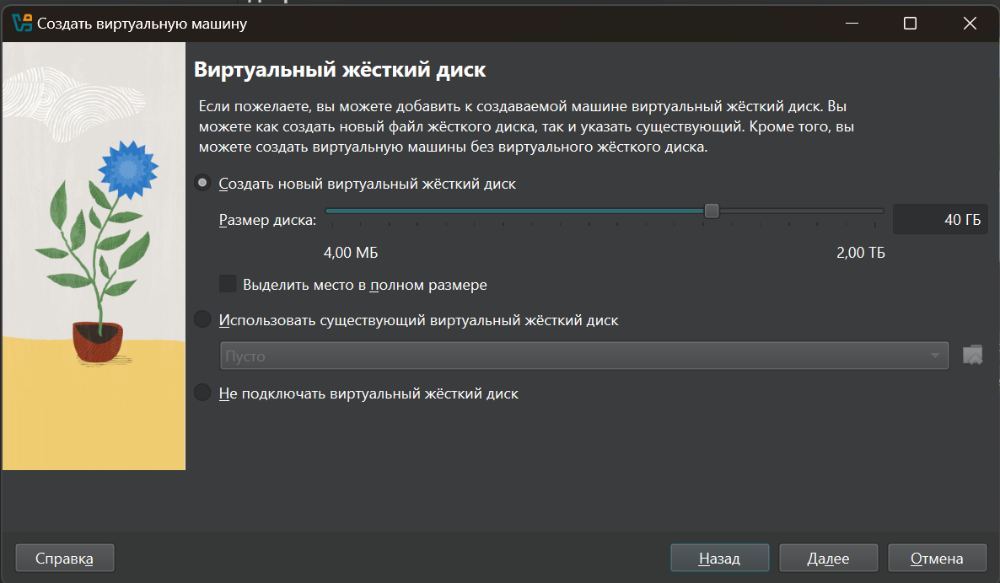 Создать виртуальную машину
Виртуальный жёсткий диск
Если пожелаете, вы можете добавить к создаваемой машине виртуальный жёсткий диск. Вы
можете как создать новый файл жёсткого диска, так и указать существующий. Кроме того, вы
можете создать виртуальную машины без виртуального жёсткого диска.
Создать новый виртуальный жёсткий диск
Размер диска:
40 ГБ
4,00 МБ
2,00 ТБ
Выделить место в полном размере
Использовать существующий виртуальный жёсткий диск
Пусто
Не подключать виртуальный жёсткий диск
Справка
Назад
Далее
Отмена